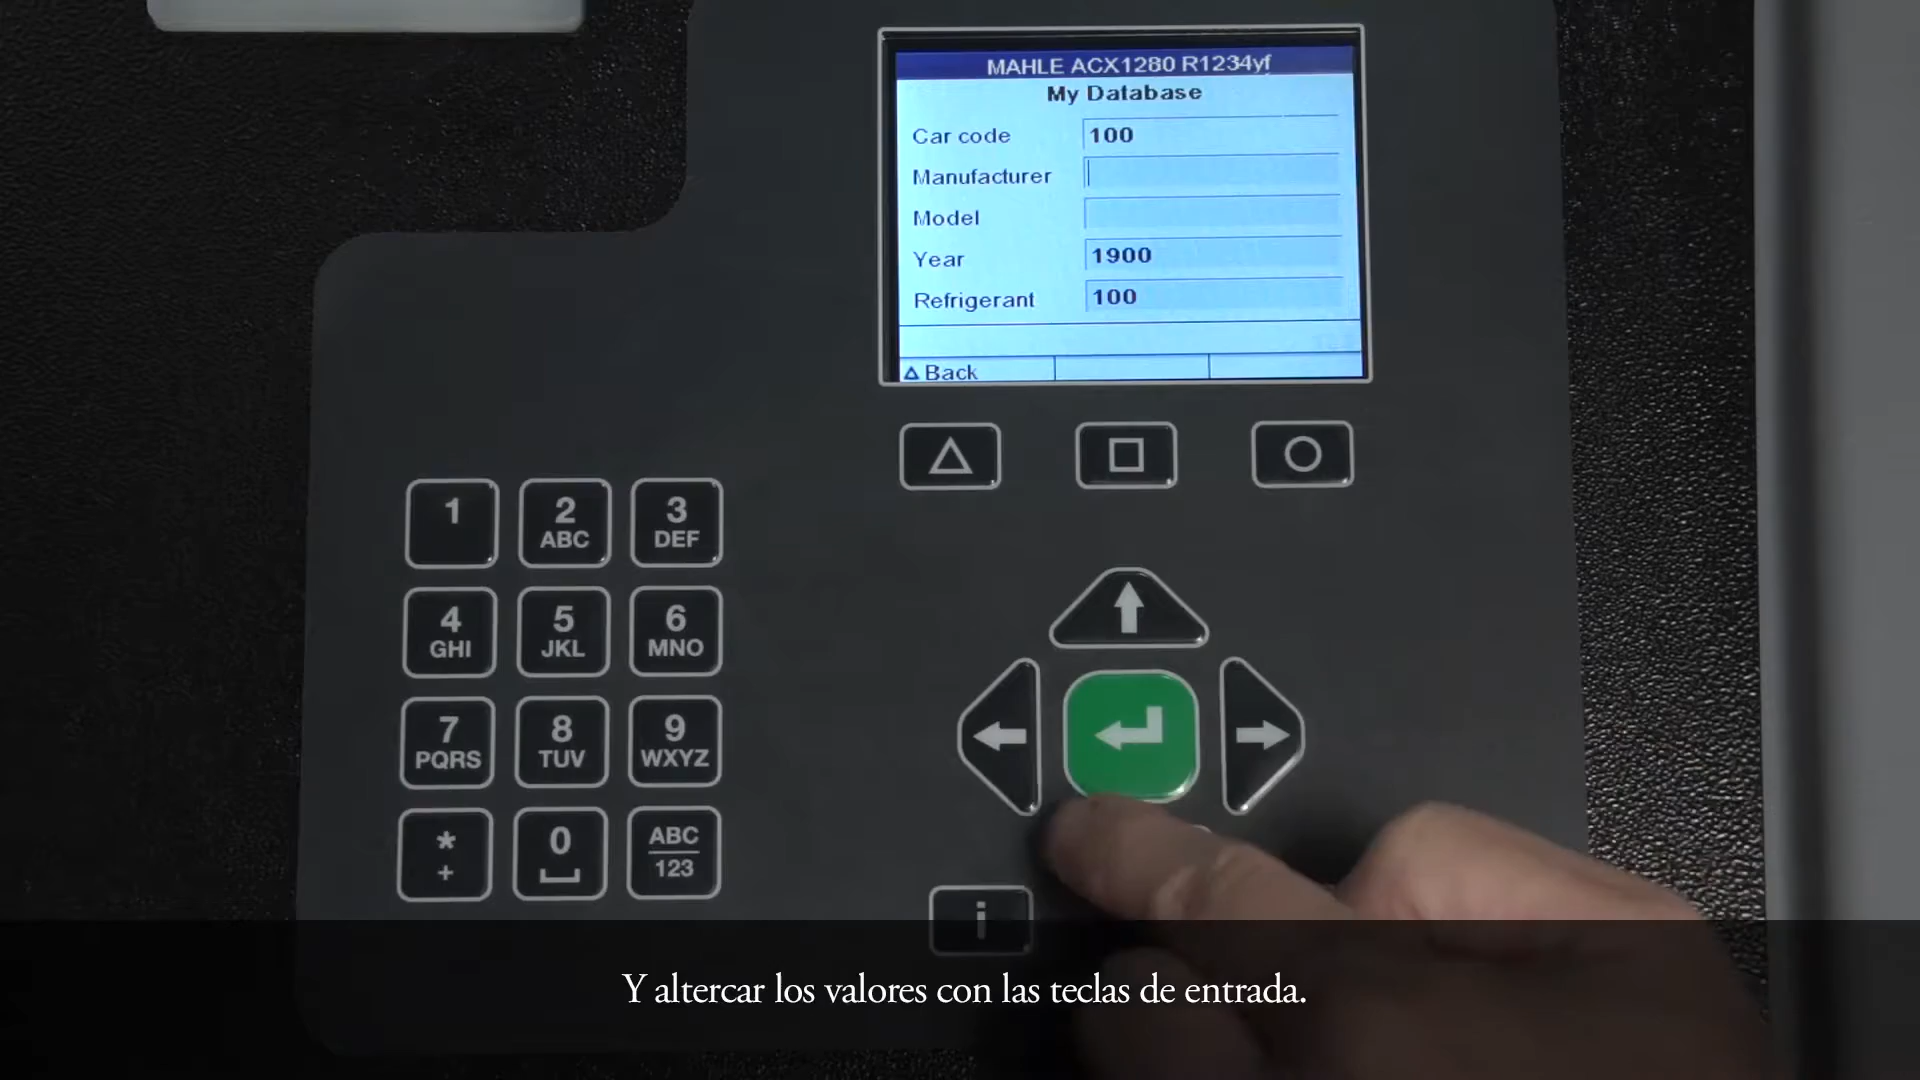 MAHLE ACX1280 R1234yf
My Database
Car code 100
Manufacturer
Model
Year 1900
Refrigerant 100
Back
1
2
ABC
3
DEF
4
GHI
5
JKL
6
MNO
7
PQRS
8
TUV
9
WXYZ
*
+
0
ABC
123
i
Y altercar los valores con las teclas de entrada.